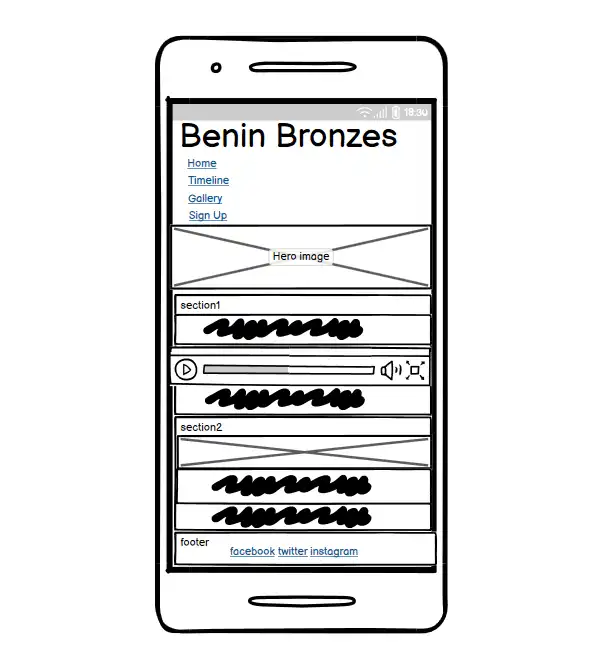 18:30
Benin Bronzes
Home
Timeline
Gallery
Sign Up
Hero image
section1
section2
footer
facebook twitter instagram